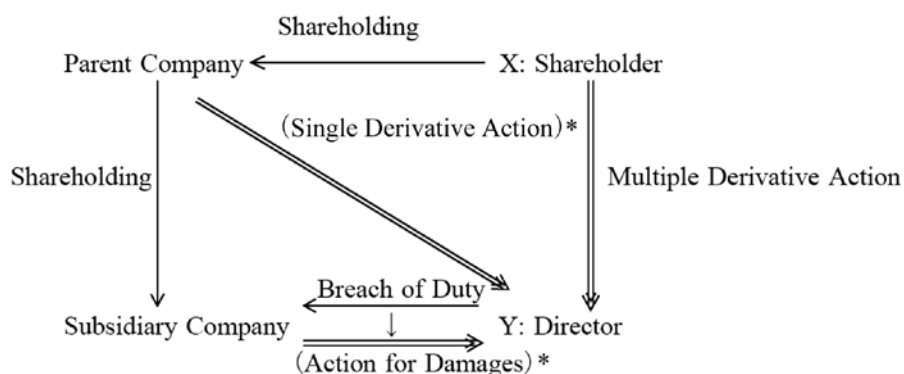 Shareholding
Parent Company
X: Shareholder
(Single Derivative Action)*
Shareholding
Multiple Derivative Action
Breach of Duty
Subsidiary Company
Y: Director
(Action for Damages)*